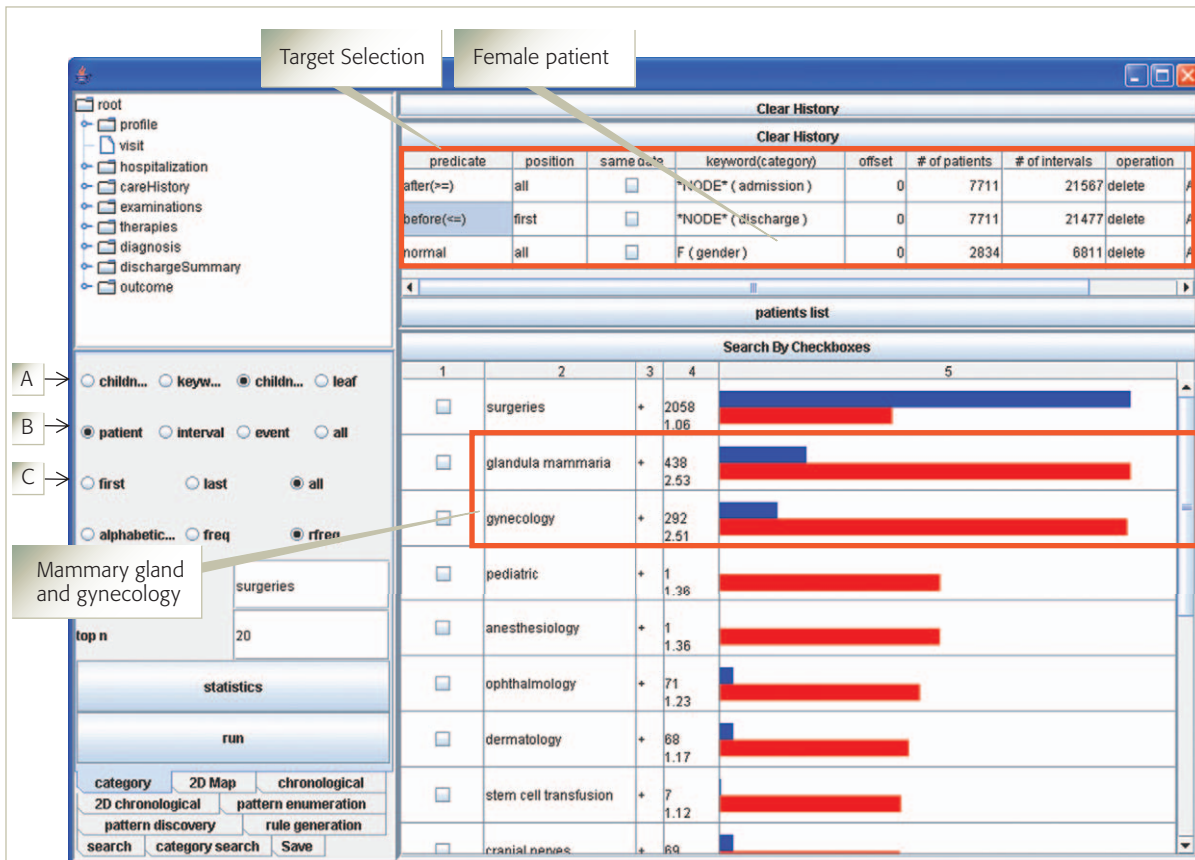 Target Selection
Female patient
root
profile
visit
hospitalization
careHistory
examinations
therapies
diagnosis
dischargeSummary
outcome
Clear History
Clear History
predicate position same date keyword(category) offset # of patients # of intervals operation
after(>=) all *NODE* ( admission ) 0 7711 21567 delete A
before(<=) first *NODE* ( discharge ) 0 7711 21477 delete A
normal all F ( gender ) 0 2834 6811 delete A
patients list
Search By Checkboxes
1 2 3 4 5
surgeries + 2058
1.06
glandula mammaria + 438
2.53
gynecology + 292
2.51
pediatric + 1
1.36
anesthesiology + 1
1.36
ophthalmology + 71
1.23
dermatology + 68
1.17
stem cell transfusion + 7
1.12
cranial nerves + 69
A
childn... keyw... childn... leaf
B
patient interval event all
C
first last all
alphabetic... freq rfreq
Mammary gland
and gynecology
surgeries
top n 20
statistics
run
category 2D Map chronological
2D chronological pattern enumeration
pattern discovery rule generation
search category search Save